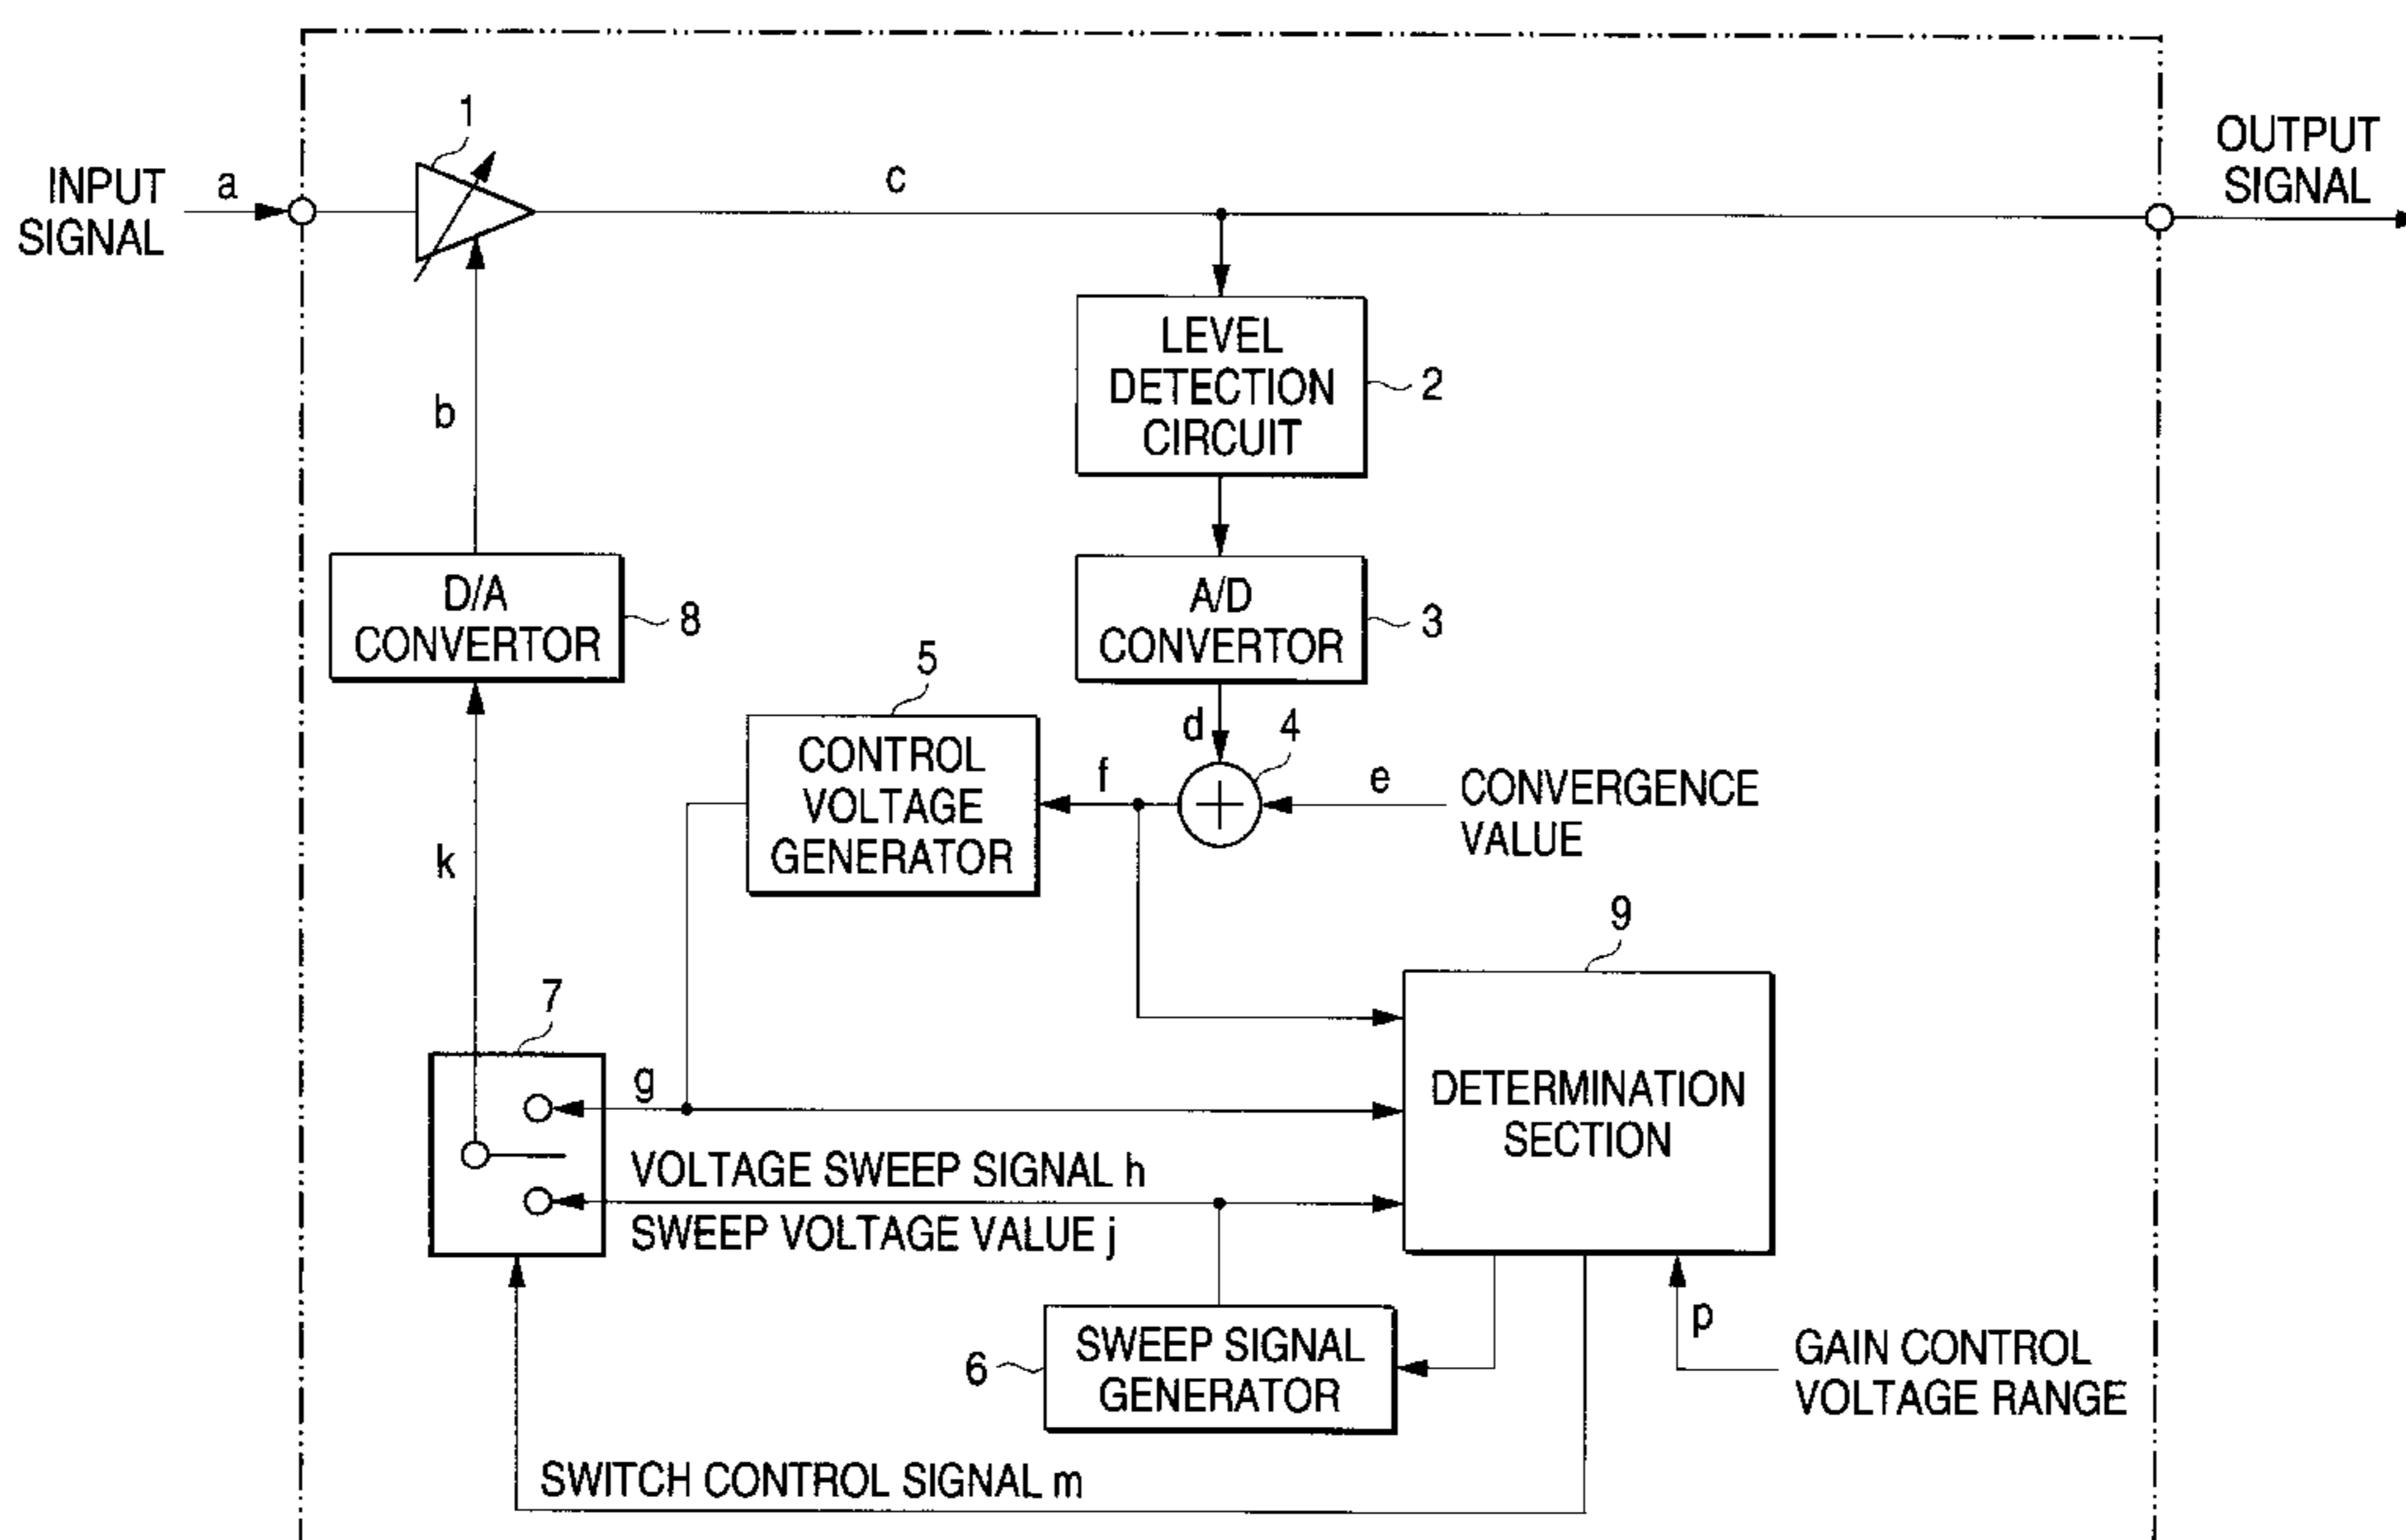 1
INPUT
SIGNAL
a
c
OUTPUT
SIGNAL
b
LEVEL
DETECTION
CIRCUIT
2
D/A
CONVERTOR
8
A/D
CONVERTOR
3
5
CONTROL
VOLTAGE
GENERATOR
d
4
f
e
CONVERGENCE
VALUE
k
9
7
g
DETERMINATION
SECTION
VOLTAGE SWEEP SIGNAL h
SWEEP VOLTAGE VALUE j
6
SWEEP SIGNAL
GENERATOR
p
GAIN CONTROL
VOLTAGE RANGE
SWITCH CONTROL SIGNAL m